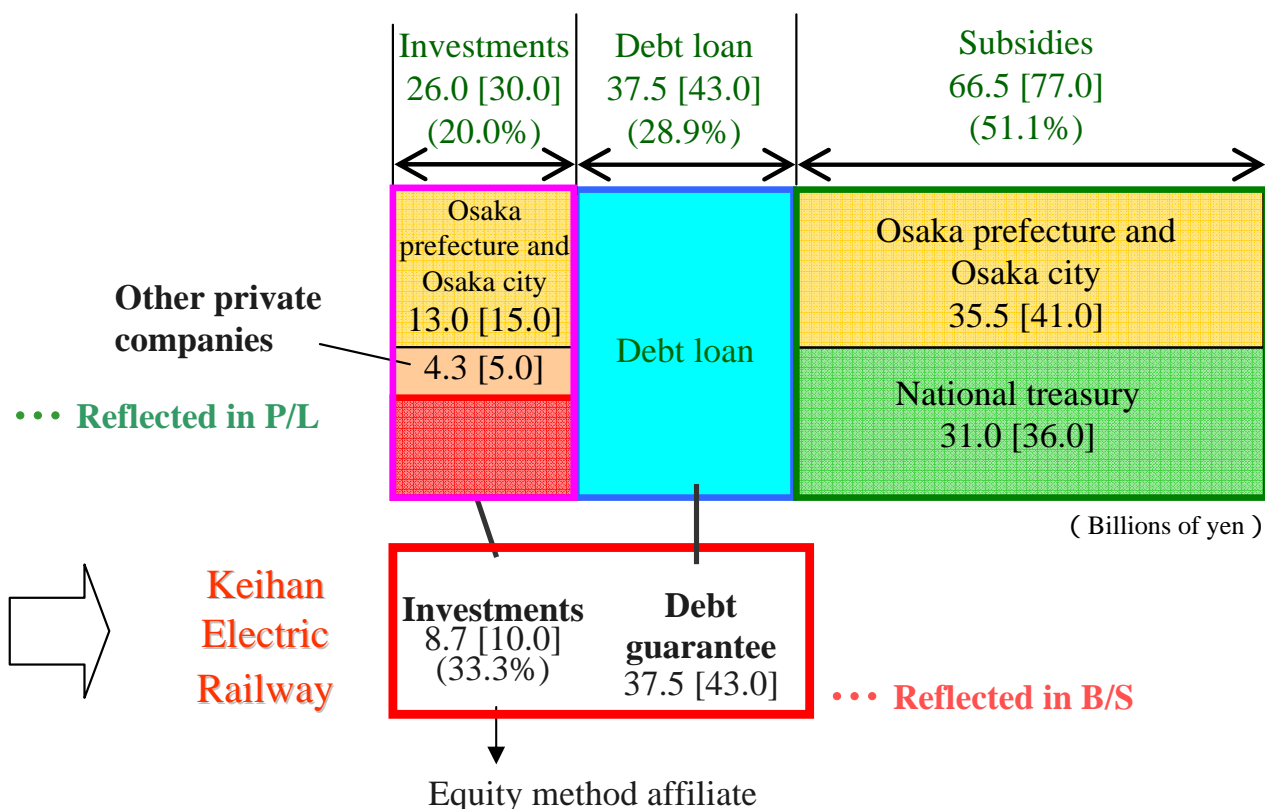 Investments
26.0 [30.0]
(20.0%)
Debt loan
37.5 [43.0]
(28.9%)
Subsidies
66.5 [77.0]
(51.1%)
Osaka
prefecture and
Osaka city
13.0 [15.0]
Other private
companies
4.3 [5.0]
Debt loan
Osaka prefecture and
Osaka city
35.5 [41.0]
National treasury
31.0 [36.0]
••• Reflected in P/L
( Billions of yen )
Keihan
Electric
Railway
Investments
8.7 [10.0]
(33.3%)
Debt
guarantee
37.5 [43.0]
••• Reflected in B/S
Equity method affiliate